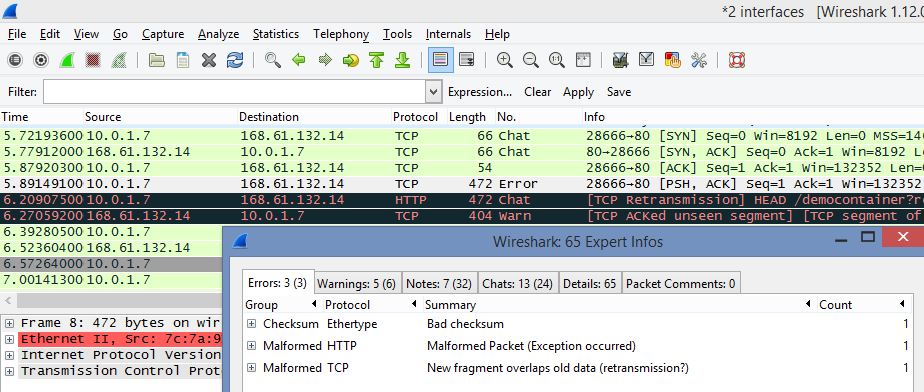 *2 interfaces [Wireshark 1.12.0
File Edit View Go Capture Analyze Statistics Telephony Tools Internals Help
Filter: Expression... Clear Apply Save
Time Source Destination Protocol Length No. Info
5.72193600 10.0.1.7 168.61.132.14 TCP 66 Chat 28666→80 [SYN] Seq=0 Win=8192 Len=0 MSS=146
5.77912000 168.61.132.14 10.0.1.7 TCP 66 Chat 80→28666 [SYN, ACK] Seq=0 Ack=1 Win=8192 L
5.87920300 10.0.1.7 168.61.132.14 TCP 54 28666→80 [ACK] Seq=1 Ack=1 Win=132352 Len=0
5.89149100 10.0.1.7 168.61.132.14 TCP 472 Error 28666→80 [PSH, ACK] Seq=1 Ack=1 Win=132352
6.20907500 10.0.1.7 168.61.132.14 HTTP 472 Chat [TCP Retransmission] HEAD /democontainer?re
6.27059200 168.61.132.14 10.0.1.7 TCP 404 Warn [TCP ACKed unseen segment] [TCP segment of
6.39280500 10.0.1.7
6.52360400 168.61.132.14
6.57264000 10.0.1.7
7.00141300 10.0.1.7
Wireshark: 65 Expert Infos
Errors: 3 (3) Warnings: 5 (6) Notes: 7 (32) Chats: 13 (24) Details: 65 Packet Comments: 0
Group Protocol Summary Count
Checksum Ethertype Bad checksum 1
Malformed HTTP Malformed Packet (Exception occurred) 1
Malformed TCP New fragment overlaps old data (retransmission?) 1
Frame 8: 472 bytes on wir
Ethernet II, Src: 7c:7a:9
Internet Protocol Version
Transmission Control Prot